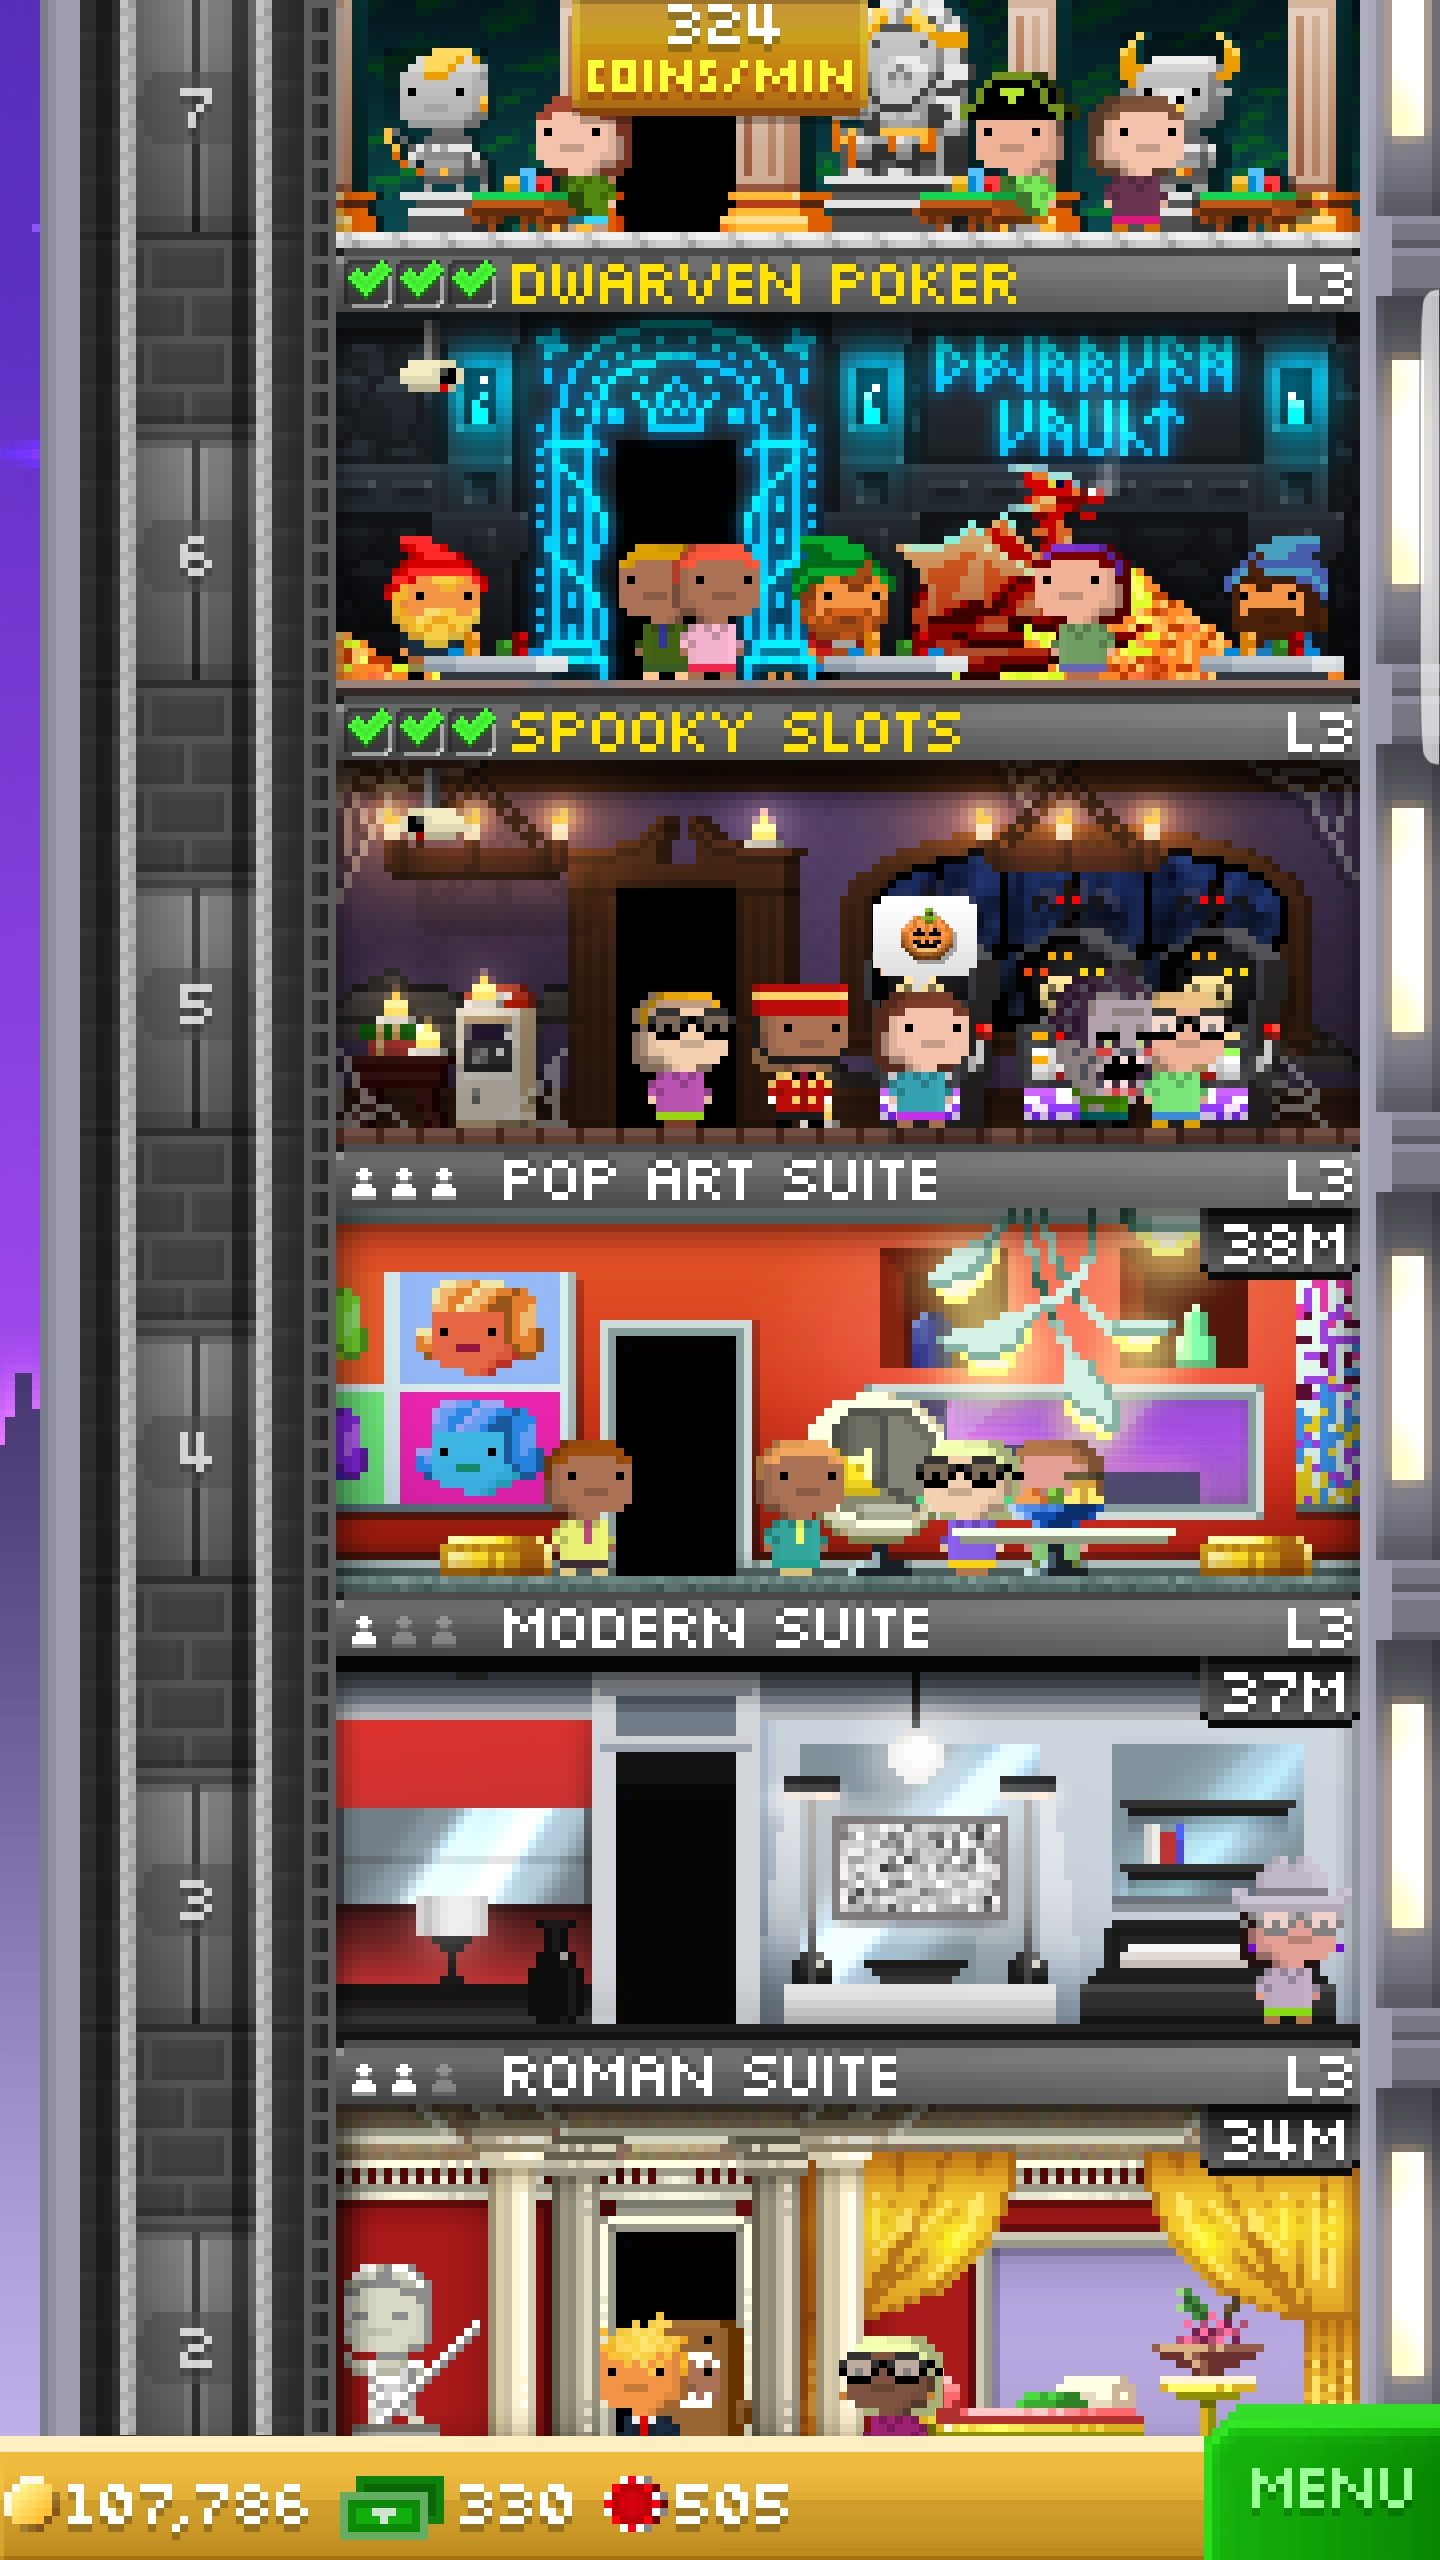 324
COINS/MIN
7
DWARVEN POKER L3
DWARVEN
VAULT
6
SPOOKY SLOTS L3
5
POP ART SUITE L3
38M
4
MODERN SUITE L3
37M
3
ROMAN SUITE L3
34M
2
107,786 330 505 MENU